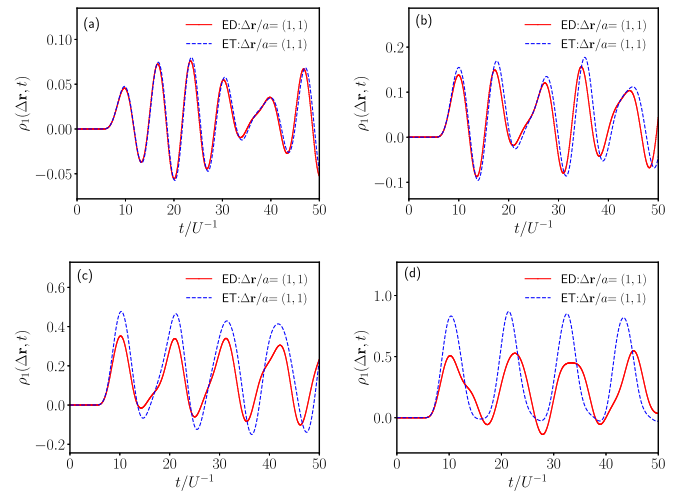 (a)
ED:Δr/a= (1, 1)
ET:Δr/a= (1, 1)
0.10
0.05
0.00
−0.05
ρ₁(Δr, t)
0 10 20 30 40 50
t/U⁻¹
(b)
ED:Δr/a= (1, 1)
ET:Δr/a= (1, 1)
0.2
0.1
0.0
−0.1
ρ₁(Δr, t)
0 10 20 30 40 50
t/U⁻¹
(c)
ED:Δr/a= (1, 1)
ET:Δr/a= (1, 1)
0.6
0.4
0.2
0.0
−0.2
ρ₁(Δr, t)
0 10 20 30 40 50
t/U⁻¹
(d)
ED:Δr/a= (1, 1)
ET:Δr/a= (1, 1)
1.0
0.5
0.0
ρ₁(Δr, t)
0 10 20 30 40 50
t/U⁻¹